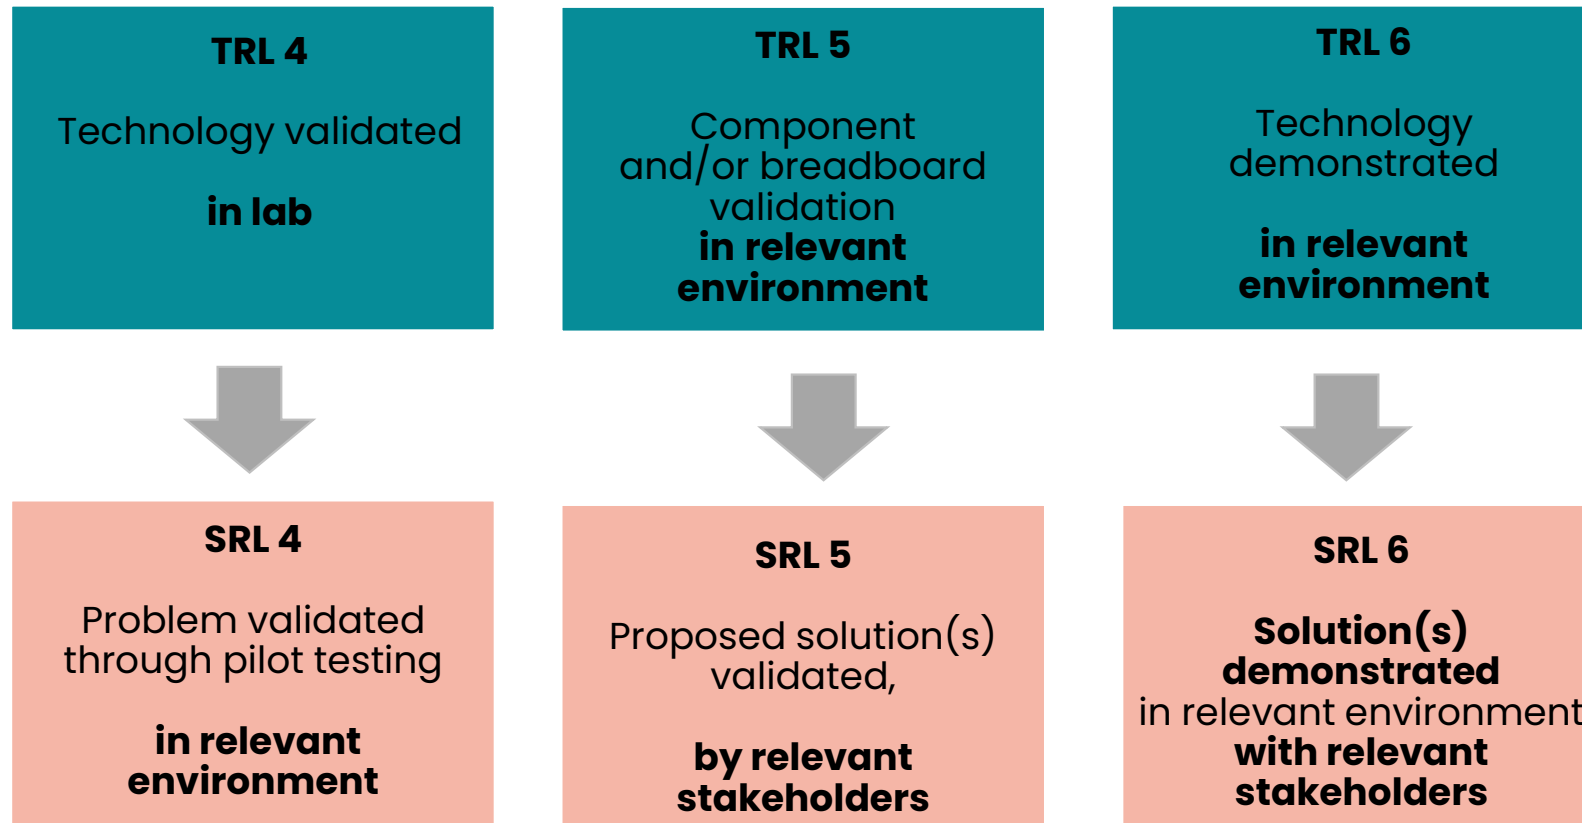 TRL 4
Technology validated
in lab
TRL 5
Component
and/or breadboard
validation
in relevant
environment
TRL 6
Technology
demonstrated
in relevant
environment
SRL 4
Problem validated
through pilot testing
in relevant
environment
SRL 5
Proposed solution(s)
validated,
by relevant
stakeholders
SRL 6
Solution(s)
demonstrated
in relevant environment
with relevant
stakeholders